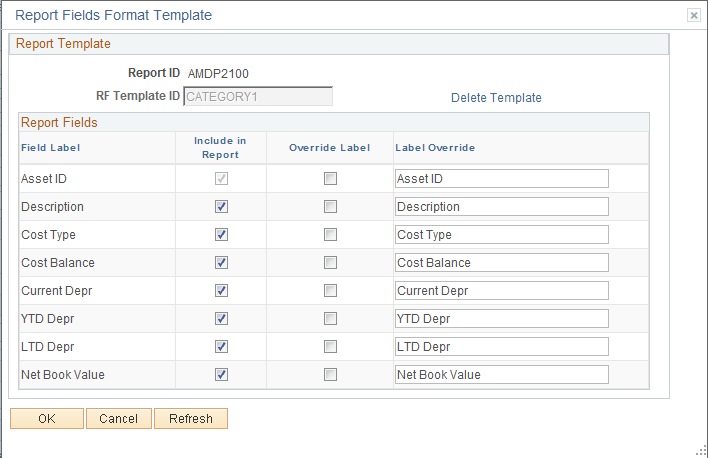 Report Fields Format Template
Report Template
Report ID AMDP2100
RF Template ID CATEGORY1 Delete Template
Report Fields
Field Label Include in Report Override Label Label Override
Asset ID Asset ID
Description Description
Cost Type Cost Type
Cost Balance Cost Balance
Current Depr Current Depr
YTD Depr YTD Depr
LTD Depr LTD Depr
Net Book Value Net Book Value
OK Cancel Refresh